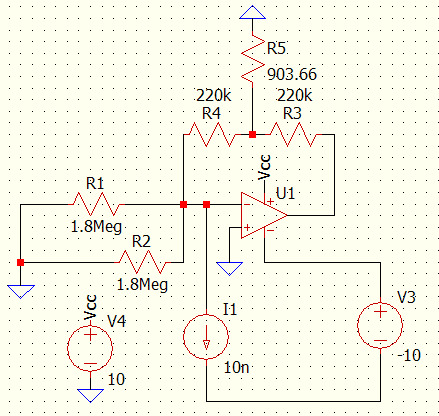 R5
903.66
220k
220k
R4
R3
Vcc
U1
R1
1.8Meg
R2
1.8Meg
I1
V3
Vcc
V4
10n
-10
10